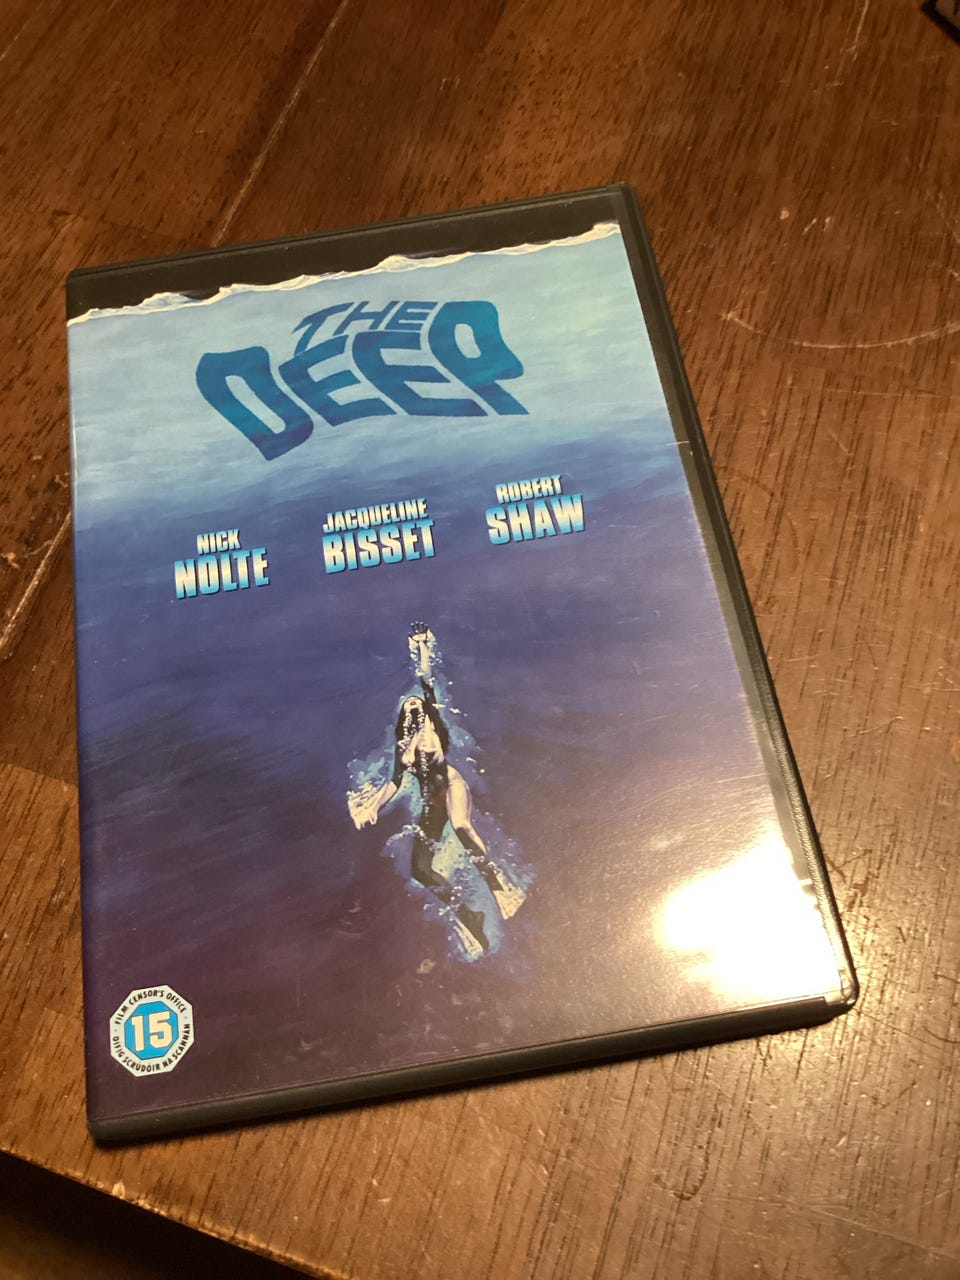 THE
DEEP
NICK
NOLTE
JACQUELINE
BISSET
ROBERT
SHAW
FILM CENSOR'S OFFICE
15
OIFIG SCRÚDÓIR NA SCANNÁN